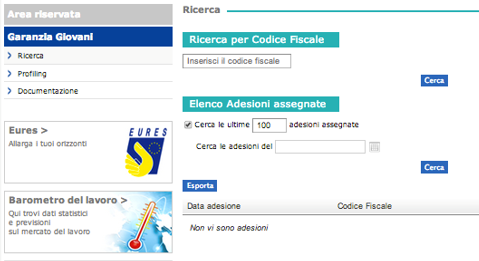 Area riservata
Garanzia Giovani
Ricerca
Profiling
Documentazione
Eures >
Allarga i tuoi orizzonti
EURES
Barometro del lavoro >
Qui trovi dati statistici
e previsioni
sul mercato del lavoro
Ricerca
Ricerca per Codice Fiscale
Inserisci il codice fiscale
Cerca
Elenco Adesioni assegnate
Cerca le ultime 100 adesioni assegnate
Cerca le adesioni del
Cerca
Esporta
Data adesione Codice Fiscale
Non vi sono adesioni